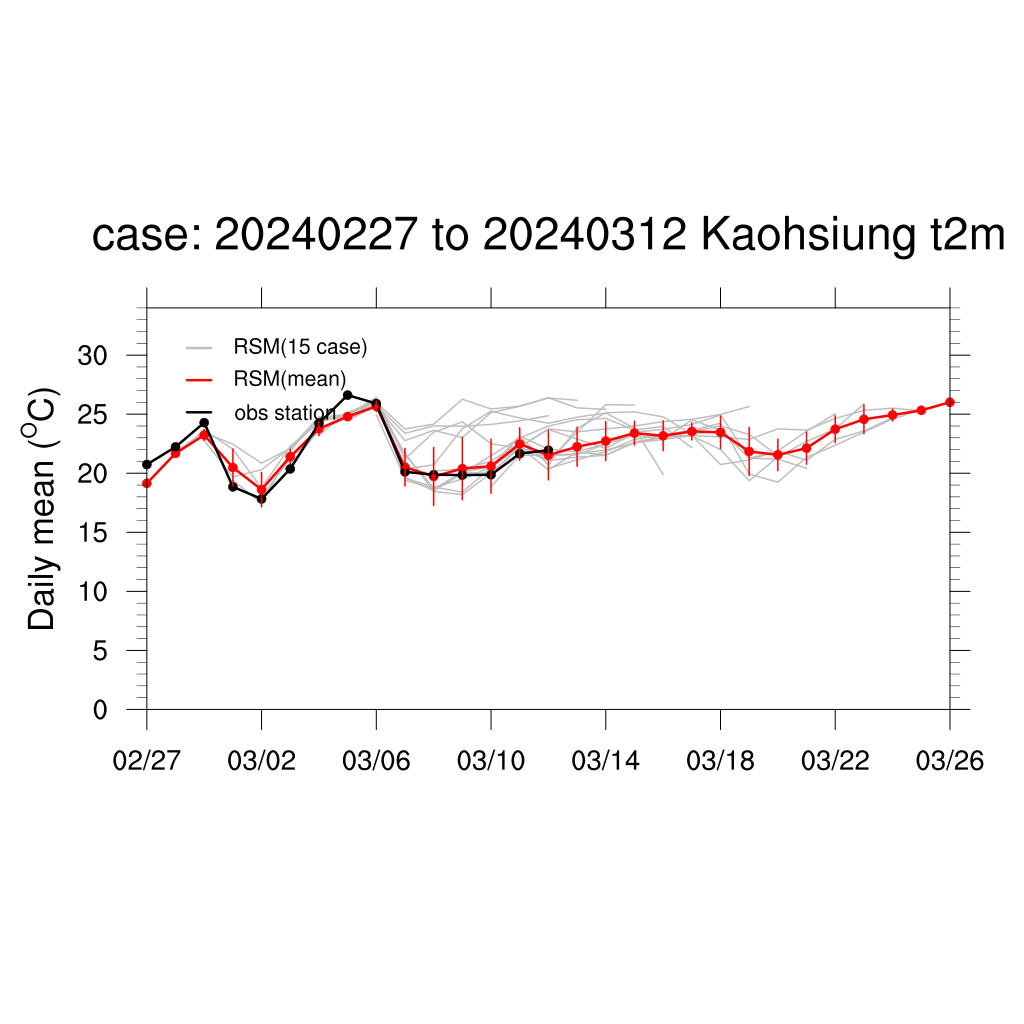 case: 20240227 to 20240312 Kaohsiung t2m
RSM(15 case)
RSM(mean)
obs station
Daily mean (°C)
30
25
20
15
10
5
0
02/27 03/02 03/06 03/10 03/14 03/18 03/22 03/26